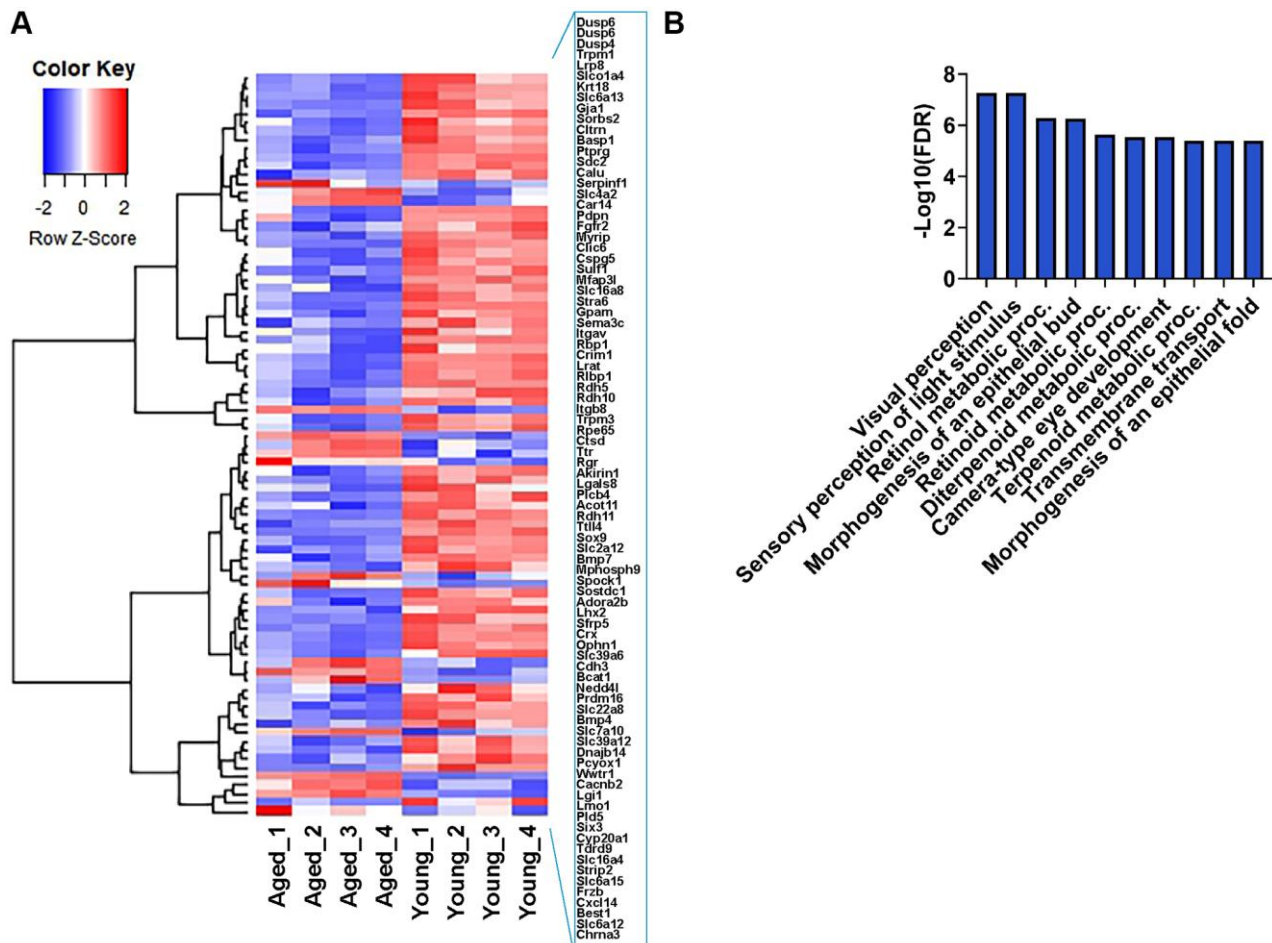 A
Color Key
-2 0 2
Row Z-Score
Dusp6
Dusp6
Dusp4
Trpm1
Lrp8
Slco1a4
Krt18
Slc6a13
Gja1
Sorbs2
Cltrn
Basp1
Ptprg
Sdc2
Calu
Serpinf1
Slc4a2
Car14
Pdpn
Fgfr2
Myrip
Clic6
Cspg5
Sulf1
Mfap3l
Slc16a8
Stra6
Gpam
Sema3c
Itgav
Rbp1
Crim1
Lrat
Rlbp1
Rdh5
Rdh10
Itgb8
Trpm3
Rpe65
Ctsd
Ttr
Rgr
Akirin1
Lgals8
Plcb4
Acot11
Rdh11
Ttll4
Sox9
Slc2a12
Bmp7
Mphosph9
Spock1
Sostdc1
Adora2b
Lhx2
Sfrp5
Crx
Ophn1
Slc39a6
Cdh3
Bcat1
Nedd4l
Prdm16
Slc22a8
Bmp4
Slc7a10
Slc39a12
Dnajb14
Pcyox1
Wwtr1
Cacnb2
Lgi1
Lmo1
Pld5
Six3
Cyp20a1
Tdrd9
Slc16a4
Strip2
Slc6a15
Frzb
Cxcl14
Best1
Slc6a12
Chrna3
Aged_1
Aged_2
Aged_3
Aged_4
Young_1
Young_2
Young_3
Young_4
B
-Log10(FDR)
8
6
4
2
0
Visual perception
Sensory perception of light stimulus
Retinol metabolic proc.
Morphogenesis of an epithelial bud
Retinoid metabolic proc.
Diterpenoid metabolic proc.
Camera-type eye development
Terpenoid metabolic proc.
Transmembrane transport
Morphogenesis of an epithelial fold